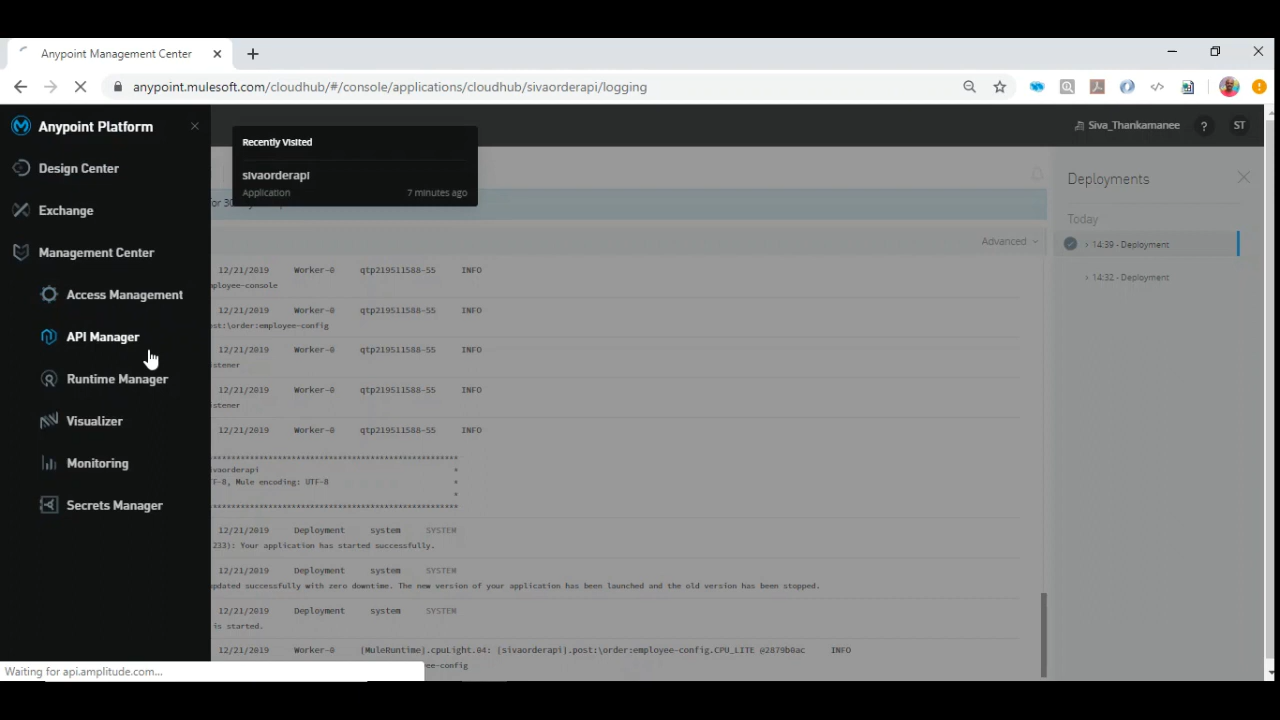 Anypoint Management Center
anypoint.mulesoft.com/cloudhub/#/console/applications/cloudhub/sivaorderapi/logging
Anypoint Platform
Siva_Thankamanee
?
ST
Recently Visited
sivaorderapi
Application 7 minutes ago
Design Center
Exchange
Management Center
Access Management
API Manager
Runtime Manager
Visualizer
Monitoring
Secrets Manager
for 30
Advanced
12/21/2019 Worker-0 qtp219511588-55 INFO
mployee-console
12/21/2019 Worker-0 qtp219511588-55 INFO
st:\order:employee-config
12/21/2019 Worker-0 qtp219511588-55 INFO
istener
12/21/2019 Worker-0 qtp219511588-55 INFO
istener
12/21/2019 Worker-0 qtp219511588-55 INFO
ivaorderapi *
TF-8, Mule encoding: UTF-8 *
12/21/2019 Deployment system SYSTEM
233): Your application has started successfully.
12/21/2019 Deployment system SYSTEM
pdated successfully with zero downtime. The new version of your application has been launched and the old version has been stopped.
12/21/2019 Deployment system SYSTEM
is started.
12/21/2019 Worker-0 [MuleRuntime].cpuLight.04: [sivaorderapi].post:\order:employee-config.CPU_LITE @2879b0ac INFO
ee-config
Deployments
Today
14:39 - Deployment
14:32 - Deployment
Waiting for api.amplitude.com...